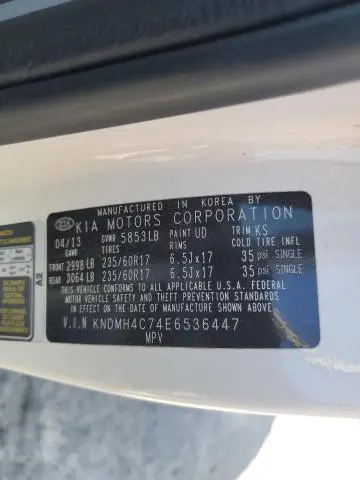 MANUFACTURED IN KOREA BY
KIA KIA MOTORS CORPORATION
04/13 GVWR 5853LB PAINT UD TRIM KS
GAWR TIRES RIMS COLD TIRE INFL
FRONT 2998 LB 235/60R17 6.5JX17 35 psi SINGLE
REAR 3064 LB 235/60R17 6.5JX17 35 psi SINGLE
THIS VEHICLE CONFORMS TO ALL APPLICABLE U.S.A. FEDERAL
MOTOR VEHICLE SAFETY AND THEFT PREVENTION STANDARDS
IN EFFECT ON THE DATE OF MANUFACTURE SHOWN ABOVE.
V.I.N KNDMH4C74E6536447
MPV
A2